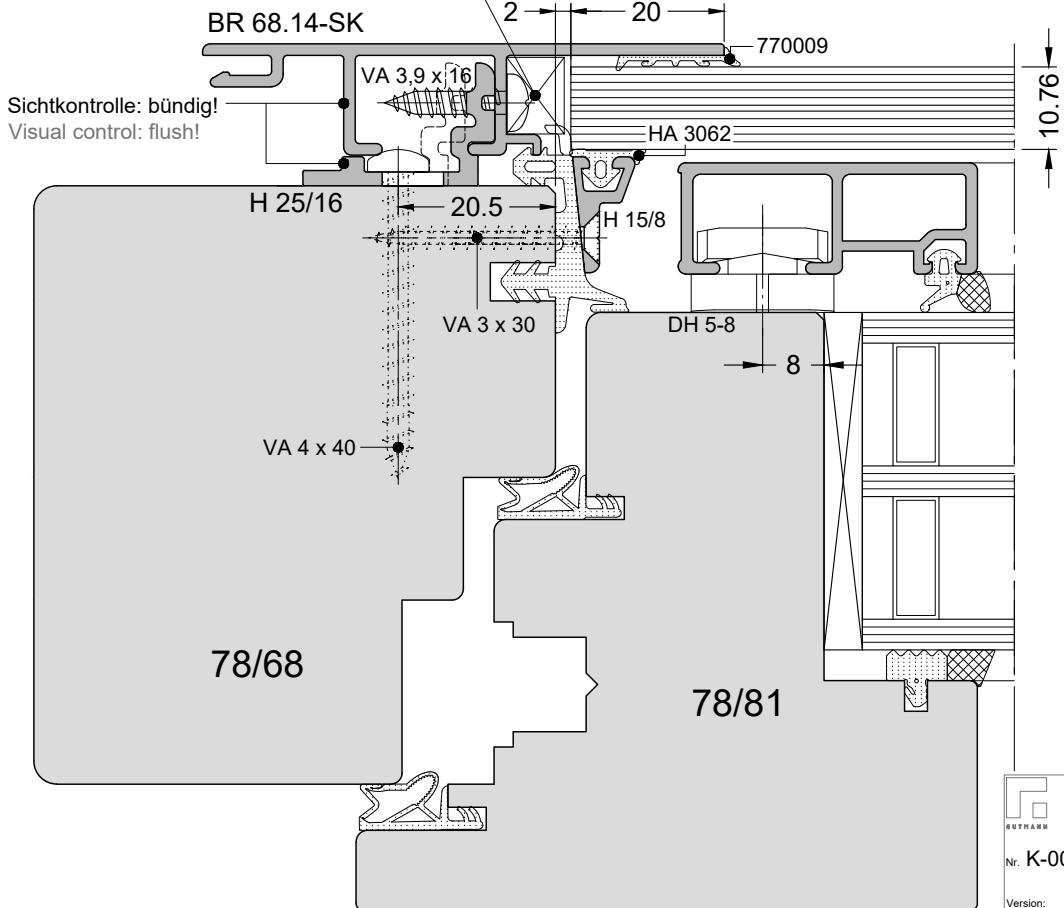 BR 68.14-SK
2
20
770009
VA 3,9 x 16
Sichtkontrolle: bündig!
Visual control: flush!
10.76
HA 3062
H 25/16
20.5
H 15/8
VA 3 x 30
DH 5-8
8
VA 4 x 40
78/68
78/81
GUTMANN
Nr. K-00
Version: